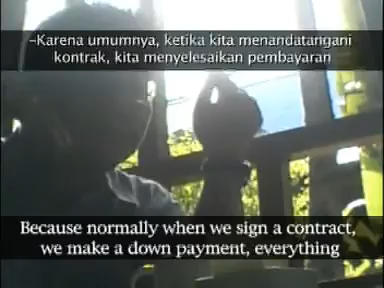 -Karena umumnya, ketika kita menandatangani
kontrak, kita menyelesaikan pembayaran
Because normally when we sign a contract,
we make a down payment, everything